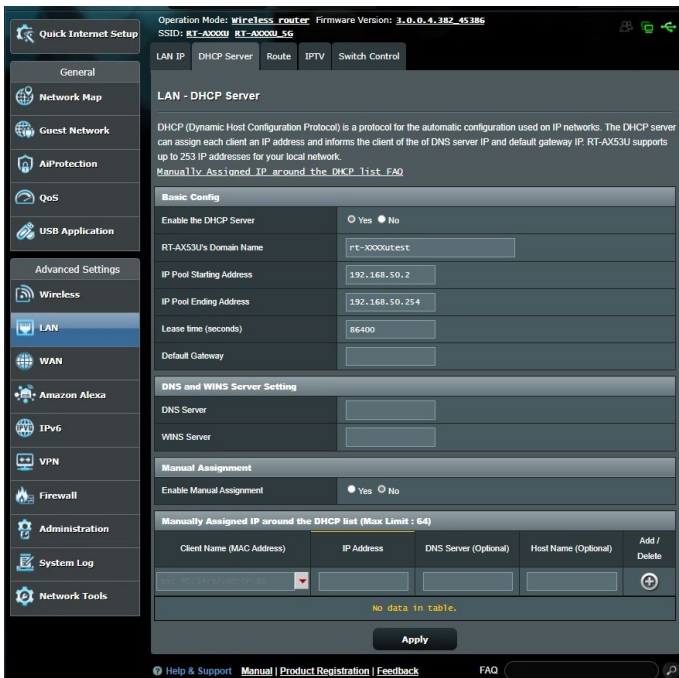 Operation Mode: Wireless router Firmware Version: 3.0.0.4.382_45386
SSID: RT-AXXXU RT-AXXXU_5G
Quick Internet Setup
General
Network Map
Guest Network
AiProtection
QoS
USB Application
Advanced Settings
Wireless
LAN
WAN
Amazon Alexa
IPv6
VPN
Firewall
Administration
System Log
Network Tools
LAN IP DHCP Server Route IPTV Switch Control
LAN - DHCP Server
DHCP (Dynamic Host Configuration Protocol) is a protocol for the automatic configuration used on IP networks. The DHCP server
can assign each client an IP address and informs the client of the of DNS server IP and default gateway IP. RT-AX53U supports
up to 253 IP addresses for your local network.
Manually Assigned IP around the DHCP list FAQ
Basic Config
Enable the DHCP Server Yes No
RT-AX53U's Domain Name rt-XXXXutest
IP Pool Starting Address 192.168.50.2
IP Pool Ending Address 192.168.50.254
Lease time (seconds) 86400
Default Gateway
DNS and WINS Server Setting
DNS Server
WINS Server
Manual Assignment
Enable Manual Assignment Yes No
Manually Assigned IP around the DHCP list (Max Limit : 64)
Client Name (MAC Address) IP Address DNS Server (Optional) Host Name (Optional) Add / Delete
No data in table.
Apply
Help & Support Manual | Product Registration | Feedback FAQ